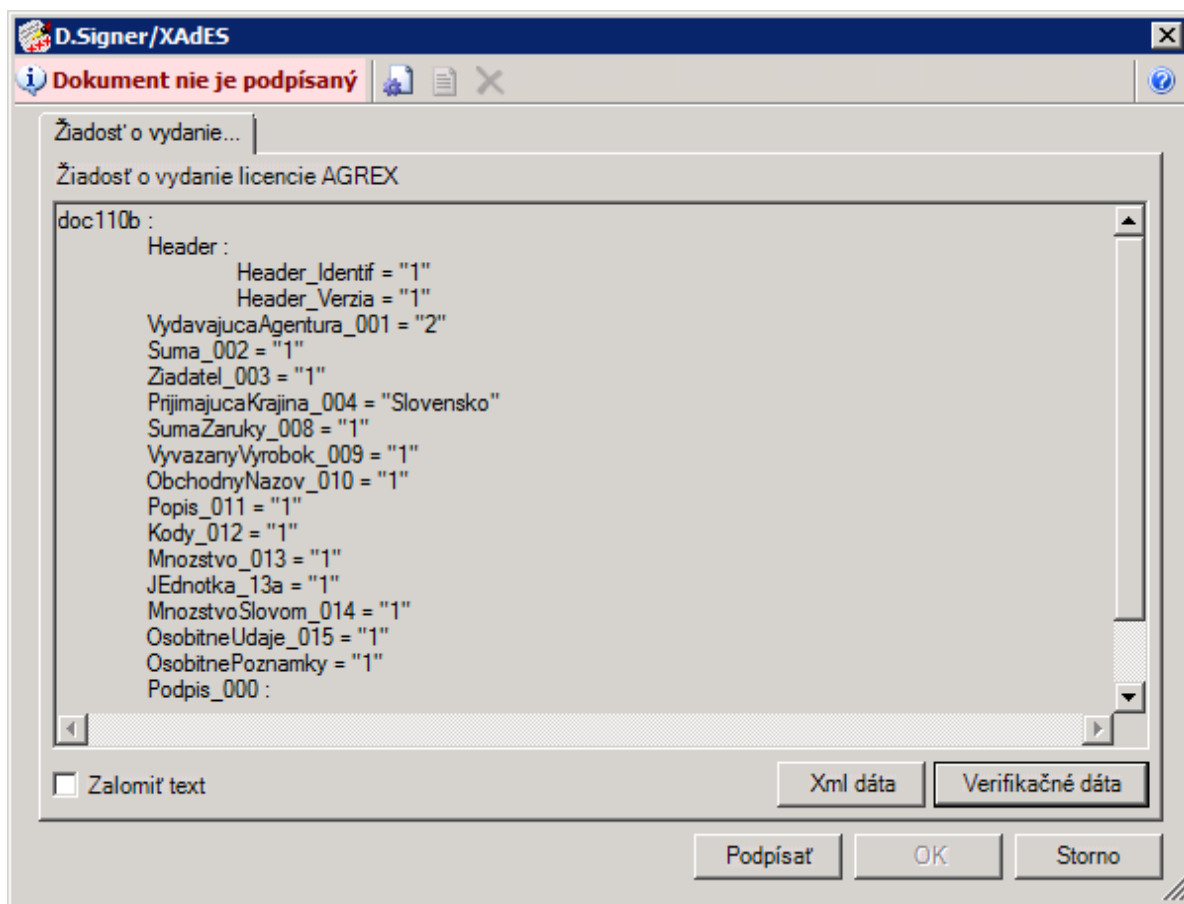 D.Signer/XAdES
Dokument nie je podpísaný
Žiadosť o vydanie...
Žiadosť o vydanie licencie AGREX
doc110b :
Header :
Header_Identif = "1"
Header_Verzia = "1"
VydavajucaAgentura_001 = "2"
Suma_002 = "1"
Ziadatel_003 = "1"
PrijimajucaKrajina_004 = "Slovensko"
SumaZaruky_008 = "1"
VyvazanyVyrobok_009 = "1"
ObchodnyNazov_010 = "1"
Popis_011 = "1"
Kody_012 = "1"
Mnozstvo_013 = "1"
JEdnotka_13a = "1"
MnozstvoSlovom_014 = "1"
OsobitneUdaje_015 = "1"
OsobitnePoznamky = "1"
Podpis_000 :
Zalomiť text
Xml dáta
Verifikačné dáta
Podpísať
OK
Storno